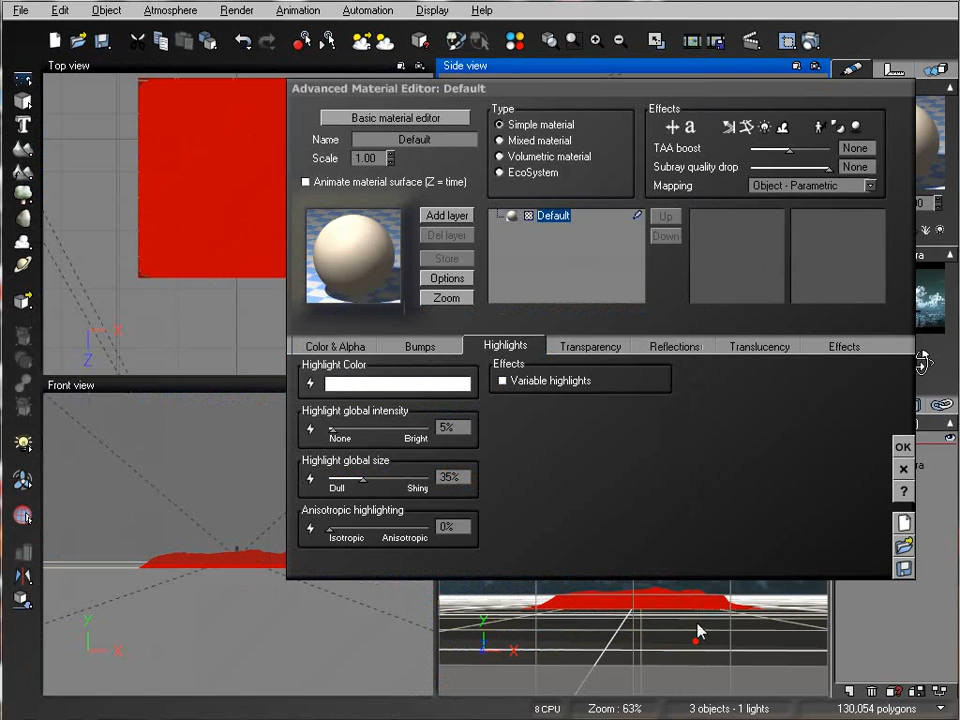 File Edit Object Atmosphere Render Animation Automation Display Help
Top view
Side view
Advanced Material Editor: Default
Basic material editor
Name Default
Scale 1.00
Animate material surface (Z = time)
Type
Simple material
Mixed material
Volumetric material
EcoSystem
Effects
TAA boost None
Subray quality drop None
Mapping Object - Parametric
Add layer
Del layer
Store
Options
Zoom
Default
Up
Down
Color & Alpha Bumps Highlights Transparency Reflections Translucency Effects
Highlight Color
Highlight global intensity
5%
None Bright
Highlight global size
35%
Dull Shiny
Anisotropic highlighting
0%
Isotropic Anisotropic
Effects
Variable highlights
OK
?
X
Z
Front view
y
X
y
X
8 CPU Zoom : 63% 3 objects - 1 lights 130,054 polygons